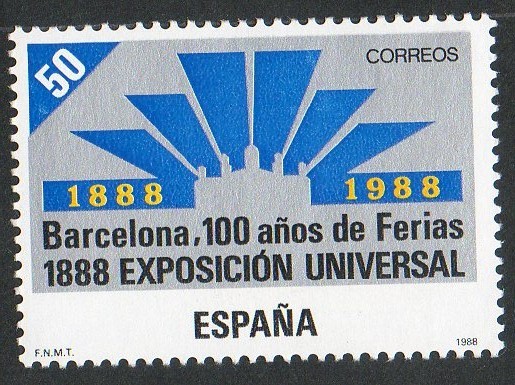 50
CORREOS
1888 1988
Barcelona, 100 años de Ferias
1888 EXPOSICIÓN UNIVERSAL
ESPAÑA
F.N.M.T. 1988